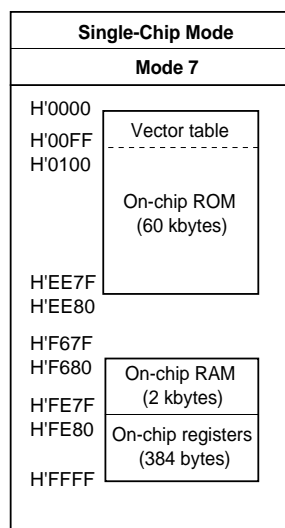 Single-Chip Mode
Mode 7
H'0000
Vector table
H'00FF
H'0100
On-chip ROM
(60 kbytes)
H'EE7F
H'EE80
H'F67F
H'F680
On-chip RAM
(2 kbytes)
H'FE7F
H'FE80
On-chip registers
(384 bytes)
H'FFFF